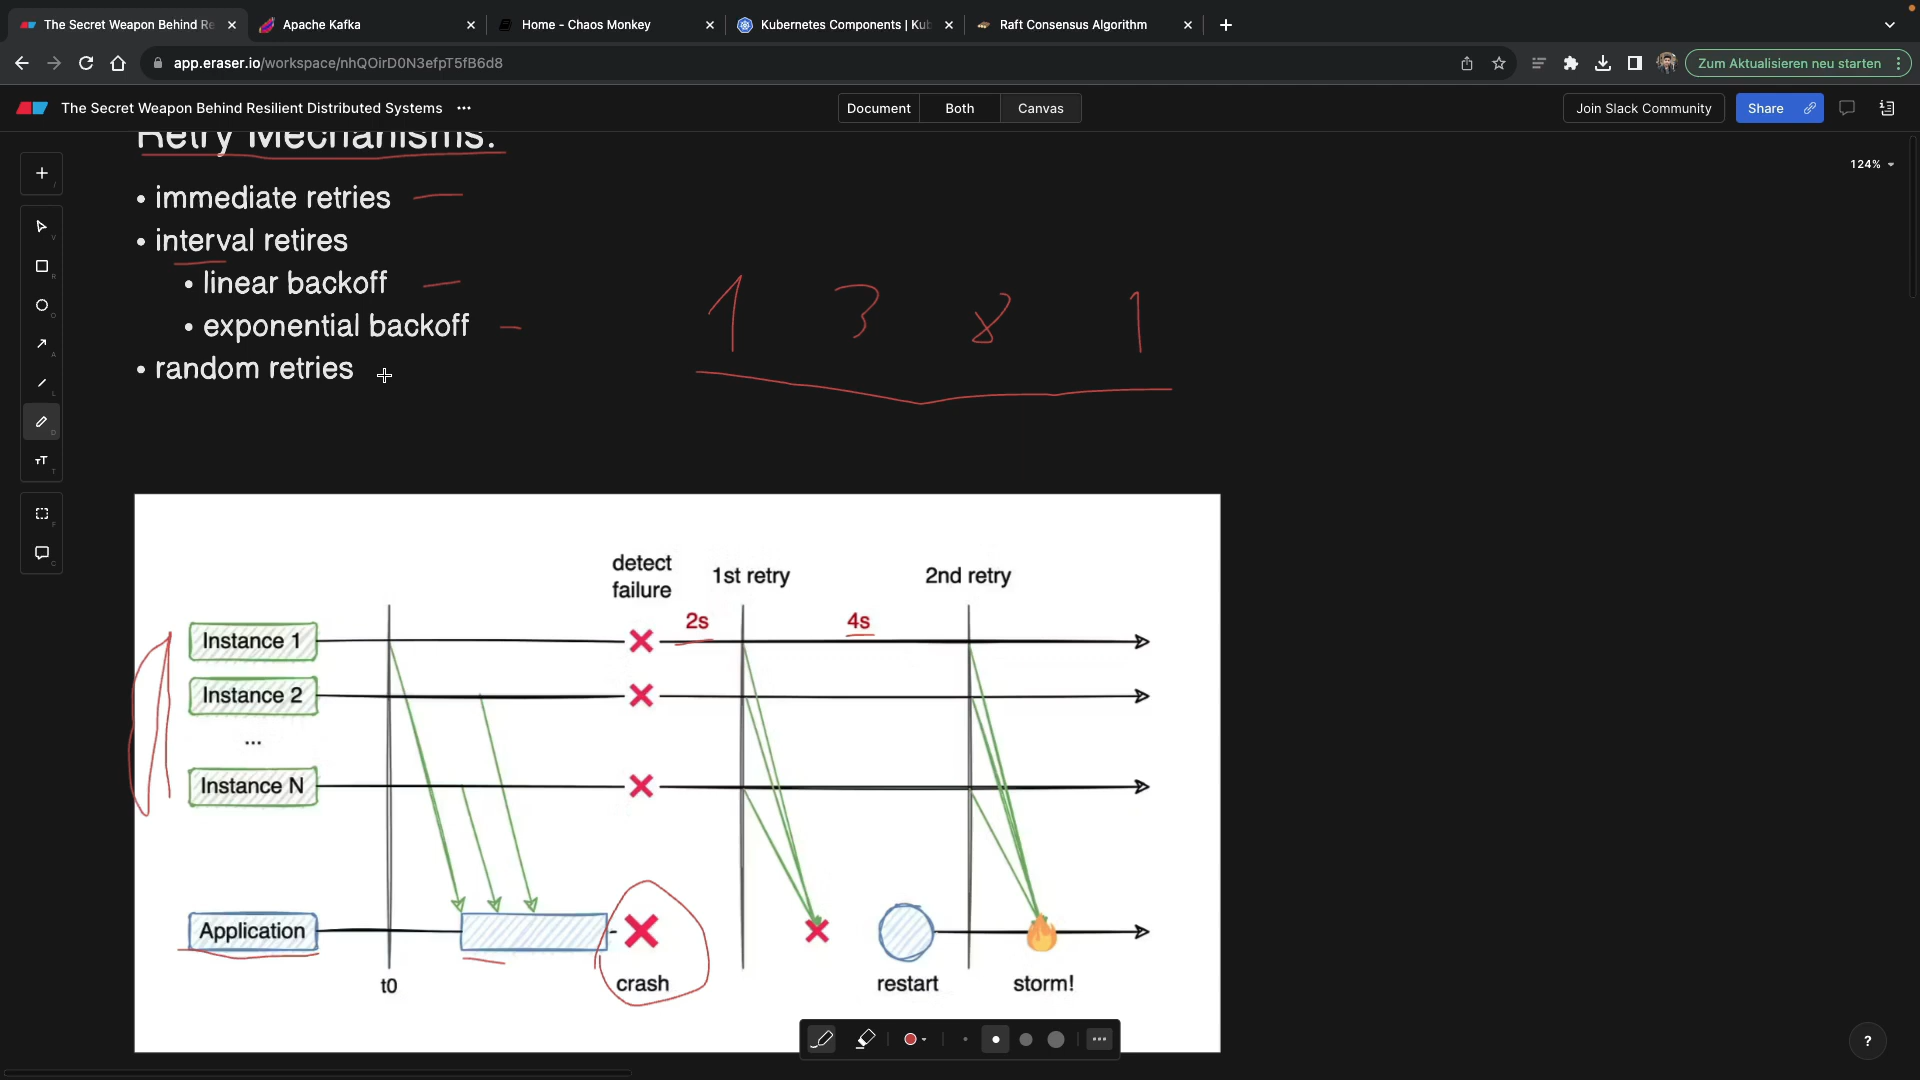 The Secret Weapon Behind Re
Apache Kafka
Home - Chaos Monkey
Kubernetes Components | Kub
Raft Consensus Algorithm
app.eraser.io/workspace/nhQOirD0N3efpT5fB6d8
Zum Aktualisieren neu starten
The Secret Weapon Behind Resilient Distributed Systems
Document
Both
Canvas
Join Slack Community
Share
124%
Retry Mechanisms:
• immediate retries
• interval retires
• linear backoff
• exponential backoff
• random retries
1 3 8 1
detect
failure
1st retry
2nd retry
2s
4s
Instance 1
Instance 2
...
Instance N
Application
t0
crash
restart
storm!